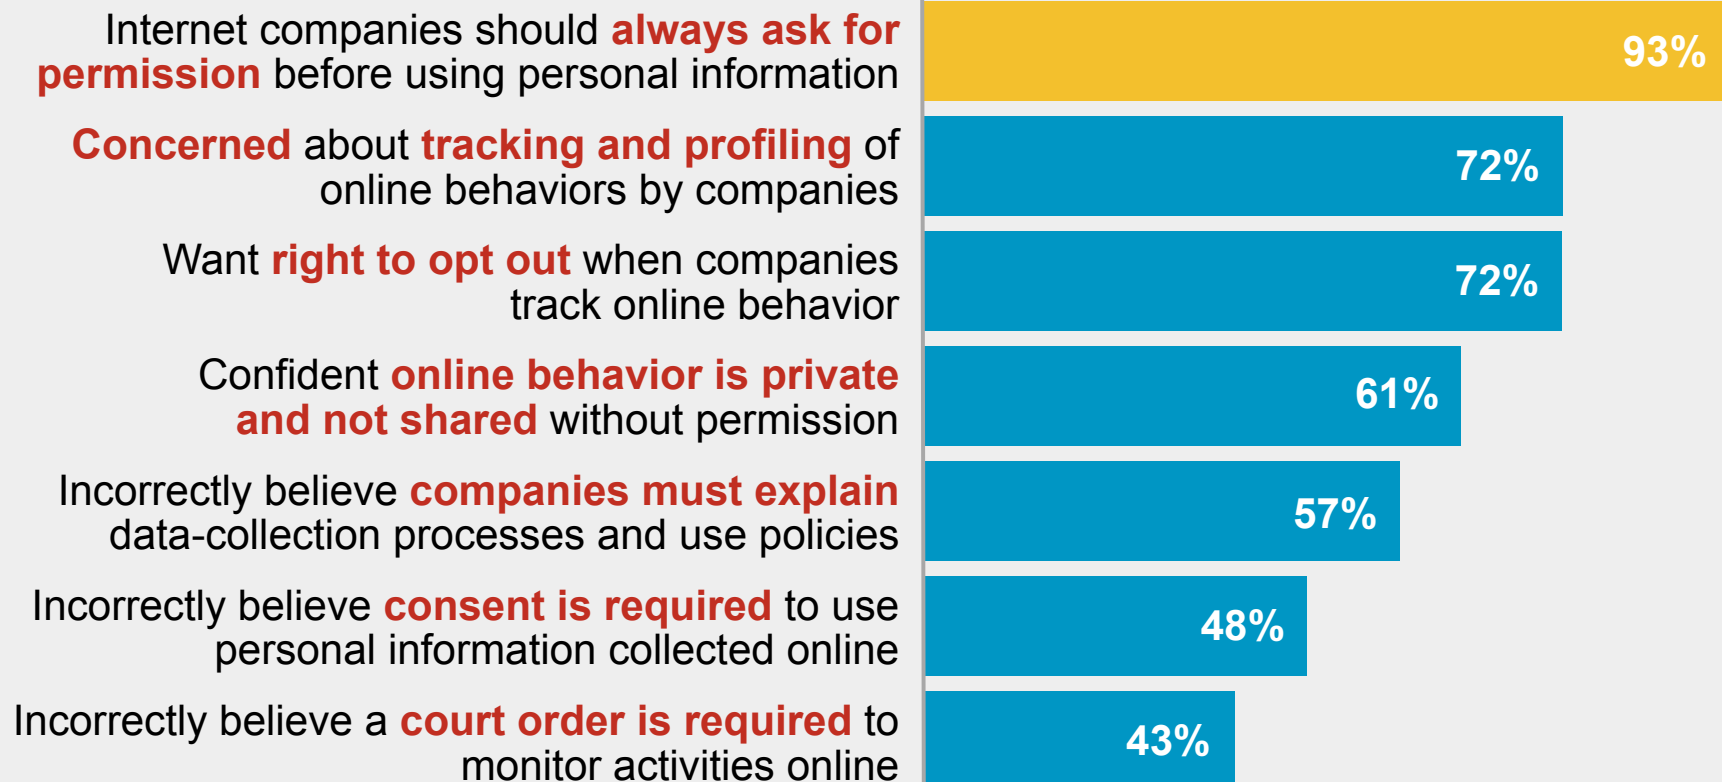 Internet companies should always ask for
permission before using personal information
93%
Concerned about tracking and profiling of
online behaviors by companies
72%
Want right to opt out when companies
track online behavior
72%
Confident online behavior is private
and not shared without permission
61%
Incorrectly believe companies must explain
data-collection processes and use policies
57%
Incorrectly believe consent is required to use
personal information collected online
48%
Incorrectly believe a court order is required to
monitor activities online
43%